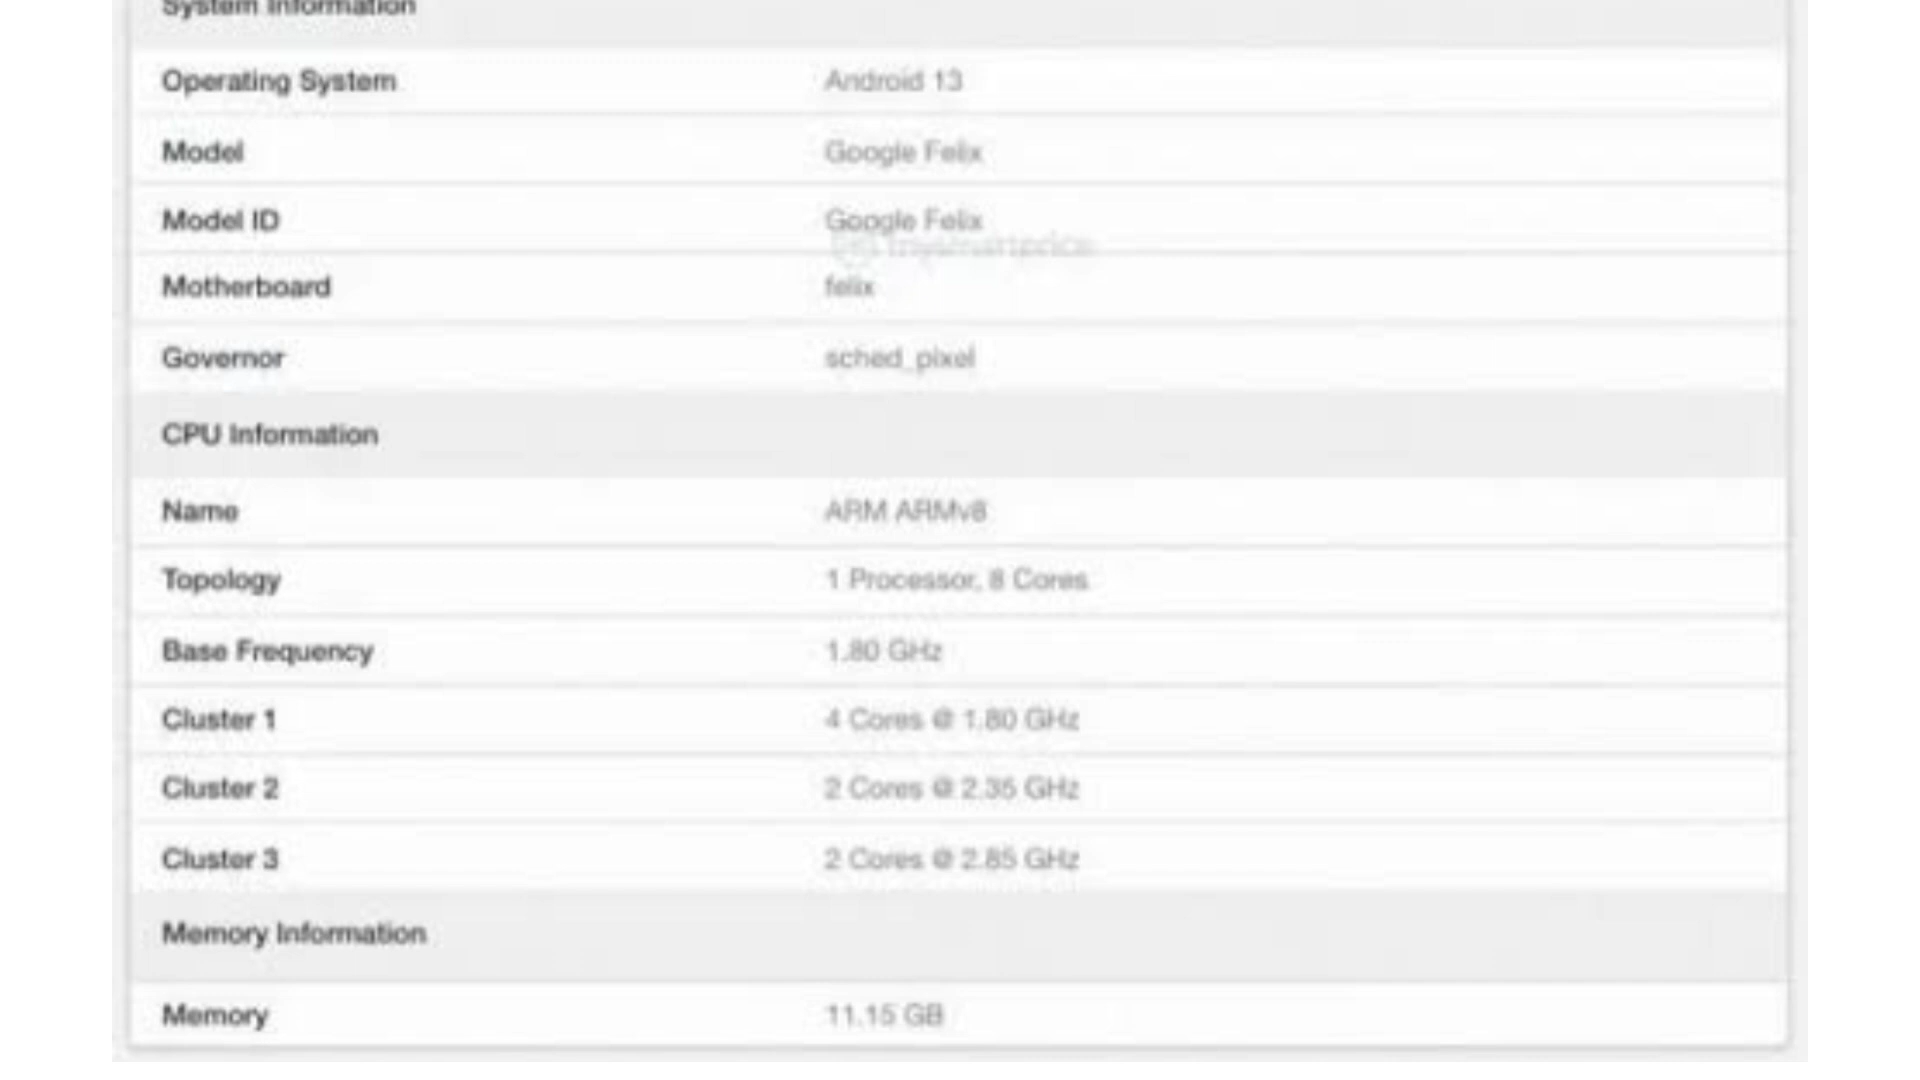 System Information
Operating System Android 13
Model Google Felix
Model ID Google Felix
mysmartprice
Motherboard felix
Governor sched_pixel
CPU Information
Name ARM ARMv8
Topology 1 Processor, 8 Cores
Base Frequency 1.80 GHz
Cluster 1 4 Cores @ 1.80 GHz
Cluster 2 2 Cores @ 2.35 GHz
Cluster 3 2 Cores @ 2.85 GHz
Memory Information
Memory 11.15 GB